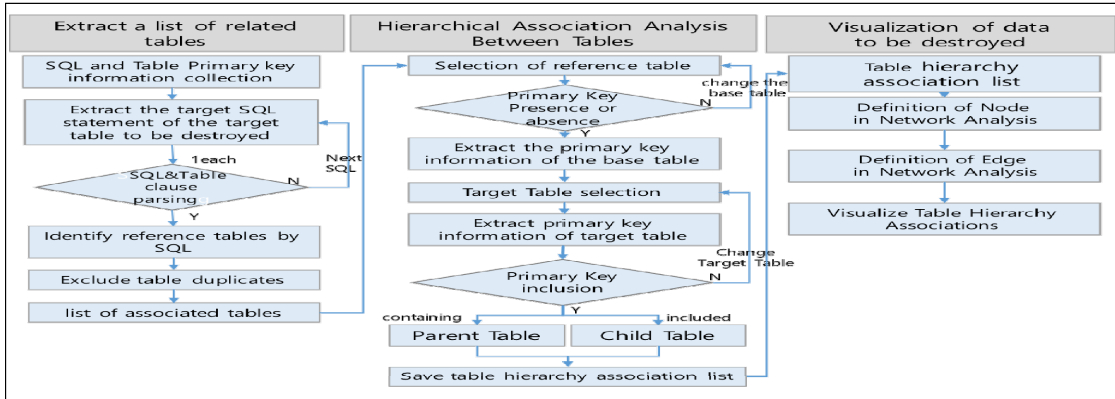 Extract a list of related
tables
SQL and Table Primary key
information collection
Extract the target SQL
statement of the target
table to be destroyed
1each
Next
SQL
SQL&Table
clause
parsing
N
Y
Identify reference tables by
SQL
Exclude table duplicates
list of associated tables
Hierarchical Association Analysis
Between Tables
Selection of reference table
change the
base table
Primary Key
Presence or
absence
N
Y
Extract the primary key
information of the base table
Target Table selection
Extract primary key
information of target table
Change
Target Table
Primary Key
inclusion
N
Y
containing
included
Parent Table
Child Table
Save table hierarchy association list
Visualization of data
to be destroyed
Table hierarchy
association list
Definition of Node
in Network Analysis
Definition of Edge
in Network Analysis
Visualize Table Hierarchy
Associations